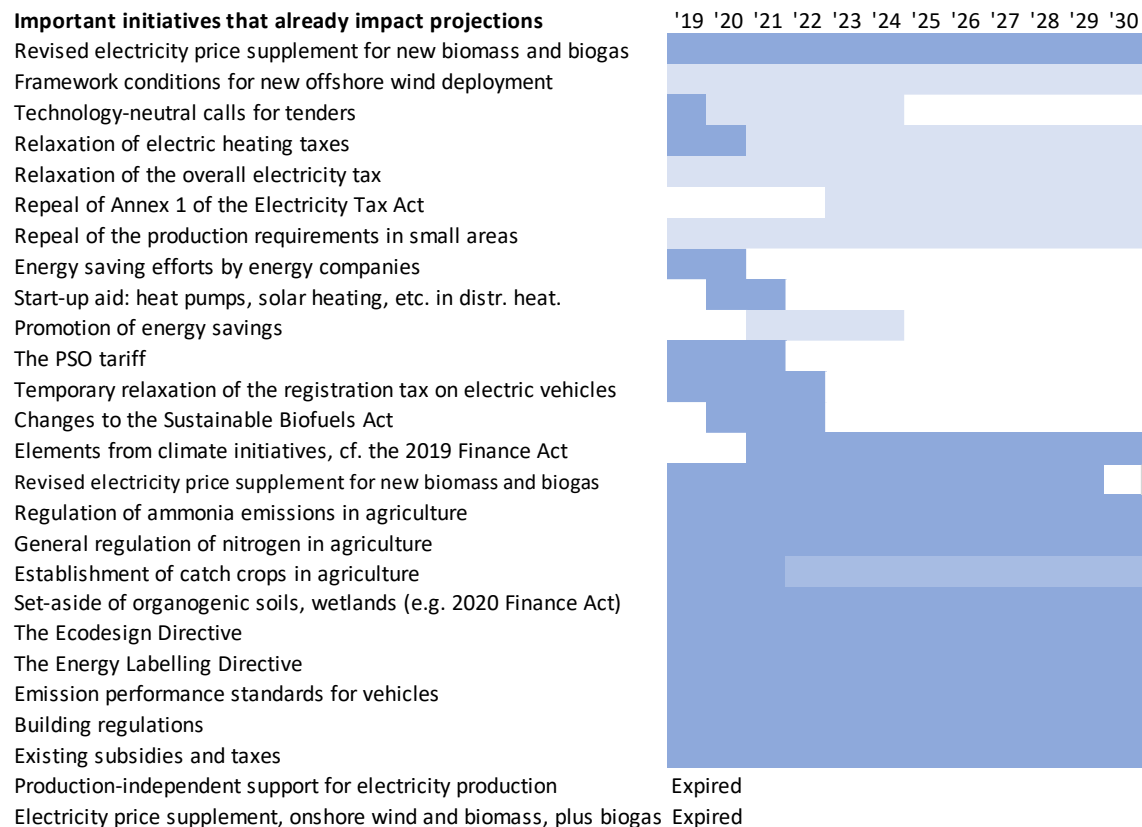 Important initiatives that already impact projections '19 '20 '21 '22 '23 '24 '25 '26 '27 '28 '29 '30
Revised electricity price supplement for new biomass and biogas
Framework conditions for new offshore wind deployment
Technology-neutral calls for tenders
Relaxation of electric heating taxes
Relaxation of the overall electricity tax
Repeal of Annex 1 of the Electricity Tax Act
Repeal of the production requirements in small areas
Energy saving efforts by energy companies
Start-up aid: heat pumps, solar heating, etc. in distr. heat.
Promotion of energy savings
The PSO tariff
Temporary relaxation of the registration tax on electric vehicles
Changes to the Sustainable Biofuels Act
Elements from climate initiatives, cf. the 2019 Finance Act
Revised electricity price supplement for new biomass and biogas
Regulation of ammonia emissions in agriculture
General regulation of nitrogen in agriculture
Establishment of catch crops in agriculture
Set-aside of organogenic soils, wetlands (e.g. 2020 Finance Act)
The Ecodesign Directive
The Energy Labelling Directive
Emission performance standards for vehicles
Building regulations
Existing subsidies and taxes
Production-independent support for electricity production Expired
Electricity price supplement, onshore wind and biomass, plus biogas Expired